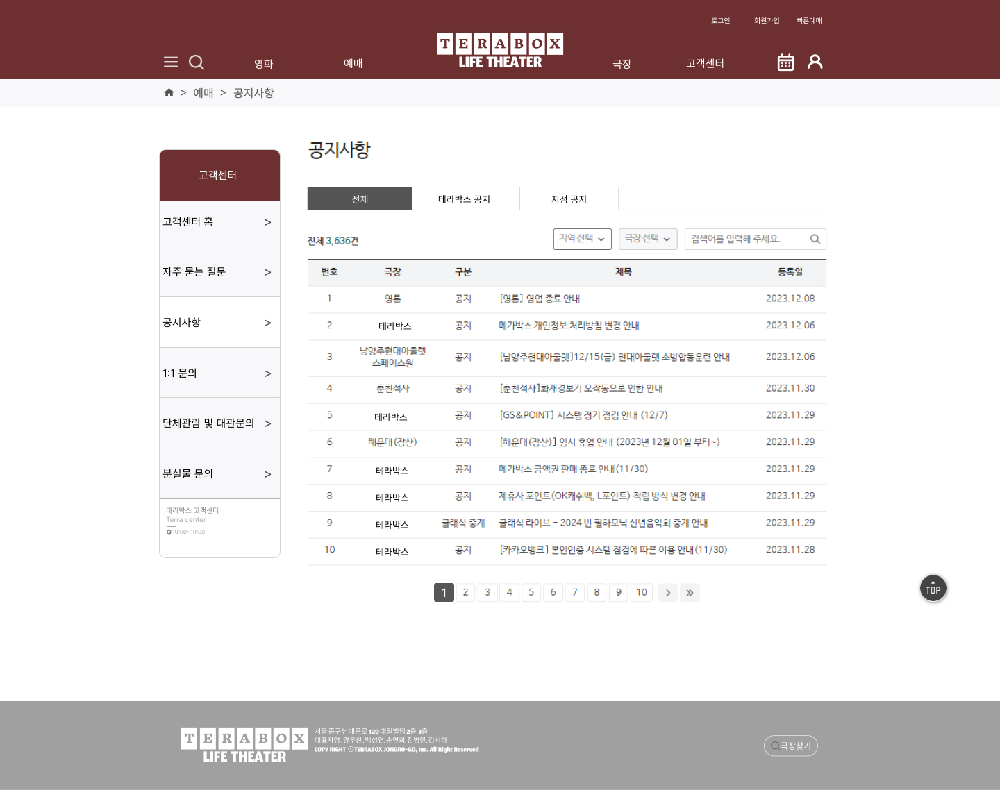 로그인 회원가입 빠른예매
TERABOX
영화 예매 LIFE THEATER 극장 고객센터
> 예매 > 공지사항
공지사항
고객센터
고객센터 홈 >
자주 묻는 질문 >
공지사항 >
1:1 문의 >
단체관람 및 대관문의 >
분실물 문의 >
테라박스 고객센터
Terra center
10:00~19:00
전체 테라박스 공지 지점 공지
전체 3,636건 지역 선택 극장 선택 검색어를 입력해 주세요.
번호 극장 구분 제목 등록일
1 영통 공지 [영통] 영업 종료 안내 2023.12.08
2 테라박스 공지 메가박스 개인정보 처리방침 변경 안내 2023.12.06
3 남양주현대아울렛 스페이스원 공지 [남양주현대아울렛]12/15(금) 현대아울렛 소방합동훈련 안내 2023.12.06
4 춘천석사 공지 [춘천석사]화재경보기 오작동으로 인한 안내 2023.11.30
5 테라박스 공지 [GS&POINT] 시스템 정기 점검 안내 (12/7) 2023.11.29
6 해운대(장산) 공지 [해운대(장산)] 임시 휴업 안내 (2023년 12월 01일 부터~) 2023.11.29
7 테라박스 공지 메가박스 금액권 판매 종료 안내(11/30) 2023.11.29
8 테라박스 공지 제휴사 포인트(OK캐쉬백, L포인트) 적립 방식 변경 안내 2023.11.29
9 테라박스 클래식 중계 클래식 라이브 - 2024 빈 필하모닉 신년음악회 중계 안내 2023.11.29
10 테라박스 공지 [카카오뱅크] 본인인증 시스템 점검에 따른 이용 안내(11/30) 2023.11.28
1 2 3 4 5 6 7 8 9 10 > »
TOP
TERABOX
LIFE THEATER
서울 중구 남대문로 120 대일빌딩 2층, 3층
대표자명 . 양우찬 , 백성연, 손연희, 진병만, 김서하
COPY RIGHT ⓒTERRABOX JONGRO-GO, Inc. All Right Reserved
극장찾기